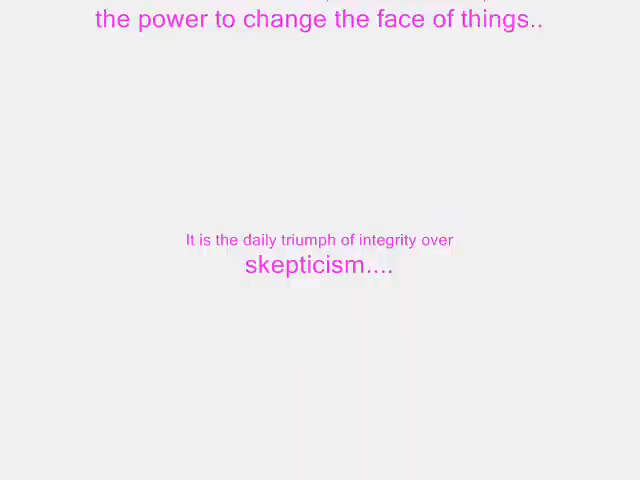 the power to change the face of things..
It is the daily triumph of integrity over
skepticism....